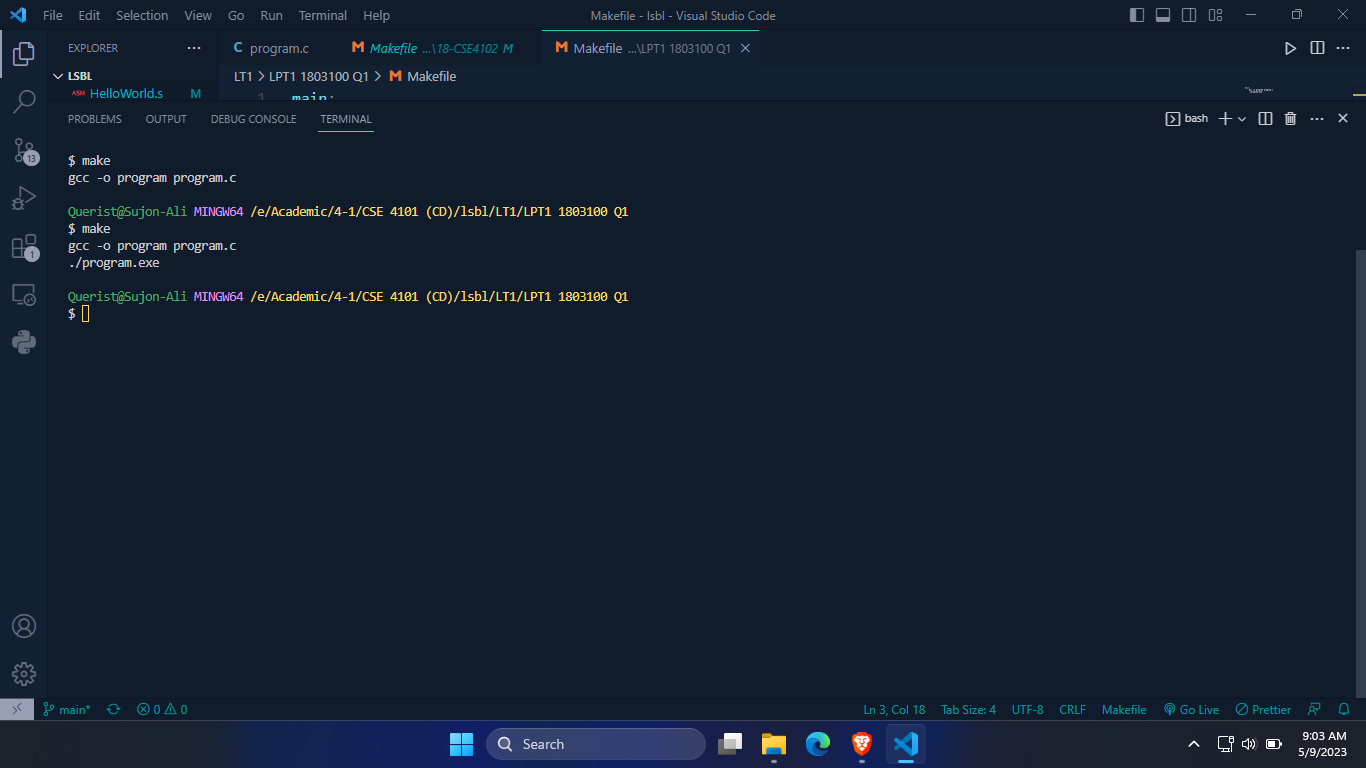 File Edit Selection View Go Run Terminal Help
Makefile - lsbl - Visual Studio Code
EXPLORER
C program.c
M Makefile ...\18-CSE4102 M
M Makefile ...\LPT1 1803100 Q1
LSBL
LT1 > LPT1 1803100 Q1 > M Makefile
ASM HelloWorld.s M
1 main:
PROBLEMS OUTPUT DEBUG CONSOLE TERMINAL
bash
$ make
gcc -o program program.c
Querist@Sujon-Ali MINGW64 /e/Academic/4-1/CSE 4101 (CD)/lsbl/LT1/LPT1 1803100 Q1
$ make
gcc -o program program.c
./program.exe
Querist@Sujon-Ali MINGW64 /e/Academic/4-1/CSE 4101 (CD)/lsbl/LT1/LPT1 1803100 Q1
$
13
1
main* 0 0
Ln 3, Col 18 Tab Size: 4 UTF-8 CRLF Makefile Go Live Prettier
Search
9:03 AM
5/9/2023